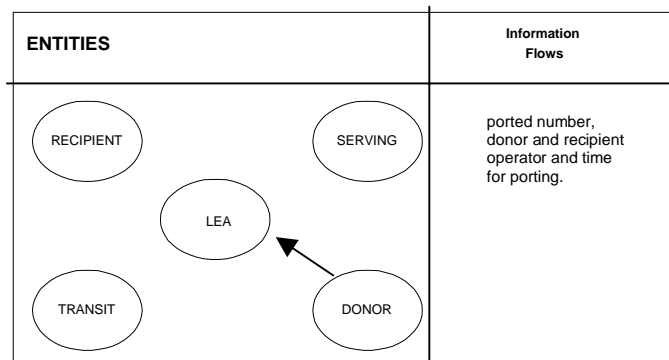 ENTITIES
Information
Flows
RECIPIENT
SERVING
LEA
TRANSIT
DONOR
ported number,
donor and recipient
operator and time
for porting.